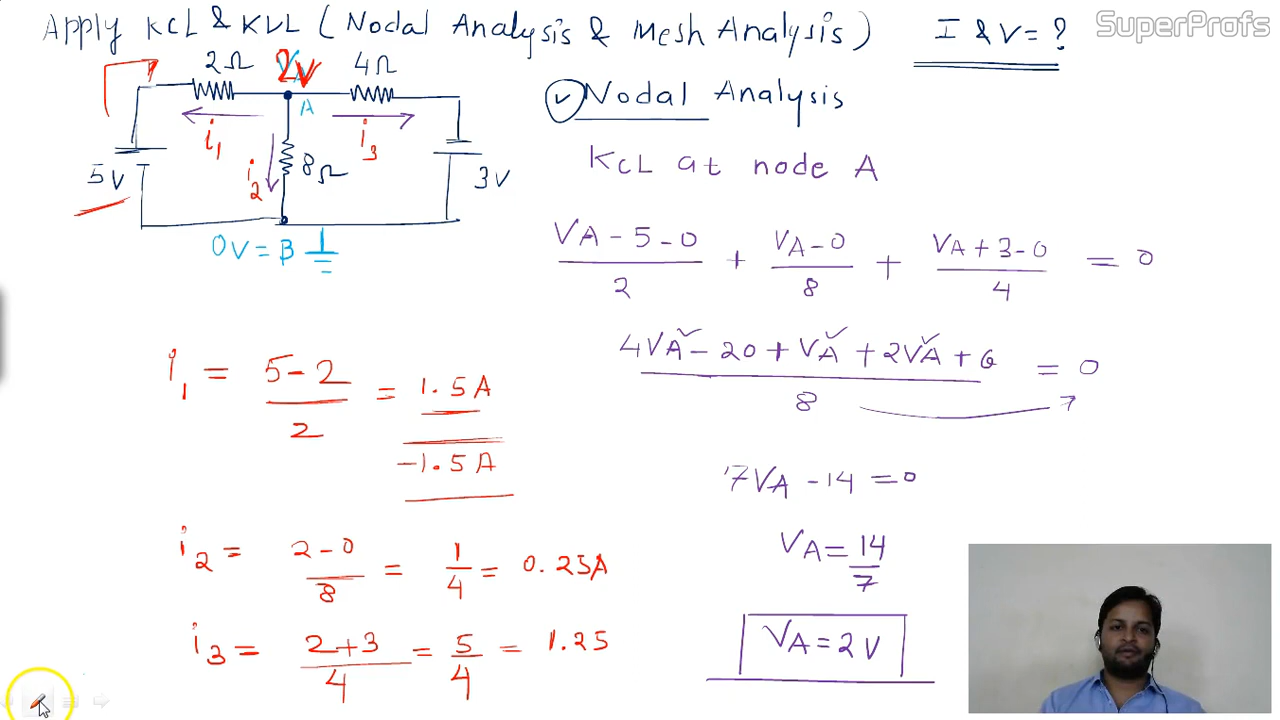 Apply KCL & KVL (Nodal Analysis & Mesh Analysis) I & V = ?
SuperProfs
2Ω 2V 4Ω
A
i1 i3
i2 8Ω
5V 3V
0V = B
Nodal Analysis
KCL at node A
VA - 5 - 0 / 2 + VA - 0 / 8 + VA + 3 - 0 / 4 = 0
4VA - 20 + VA + 2VA + 6 / 8 = 0
7VA - 14 = 0
VA = 14 / 7
VA = 2V
i1 = 5 - 2 / 2 = 1.5A
-1.5A
i2 = 2 - 0 / 8 = 1 / 4 = 0.25A
i3 = 2 + 3 / 4 = 5 / 4 = 1.25